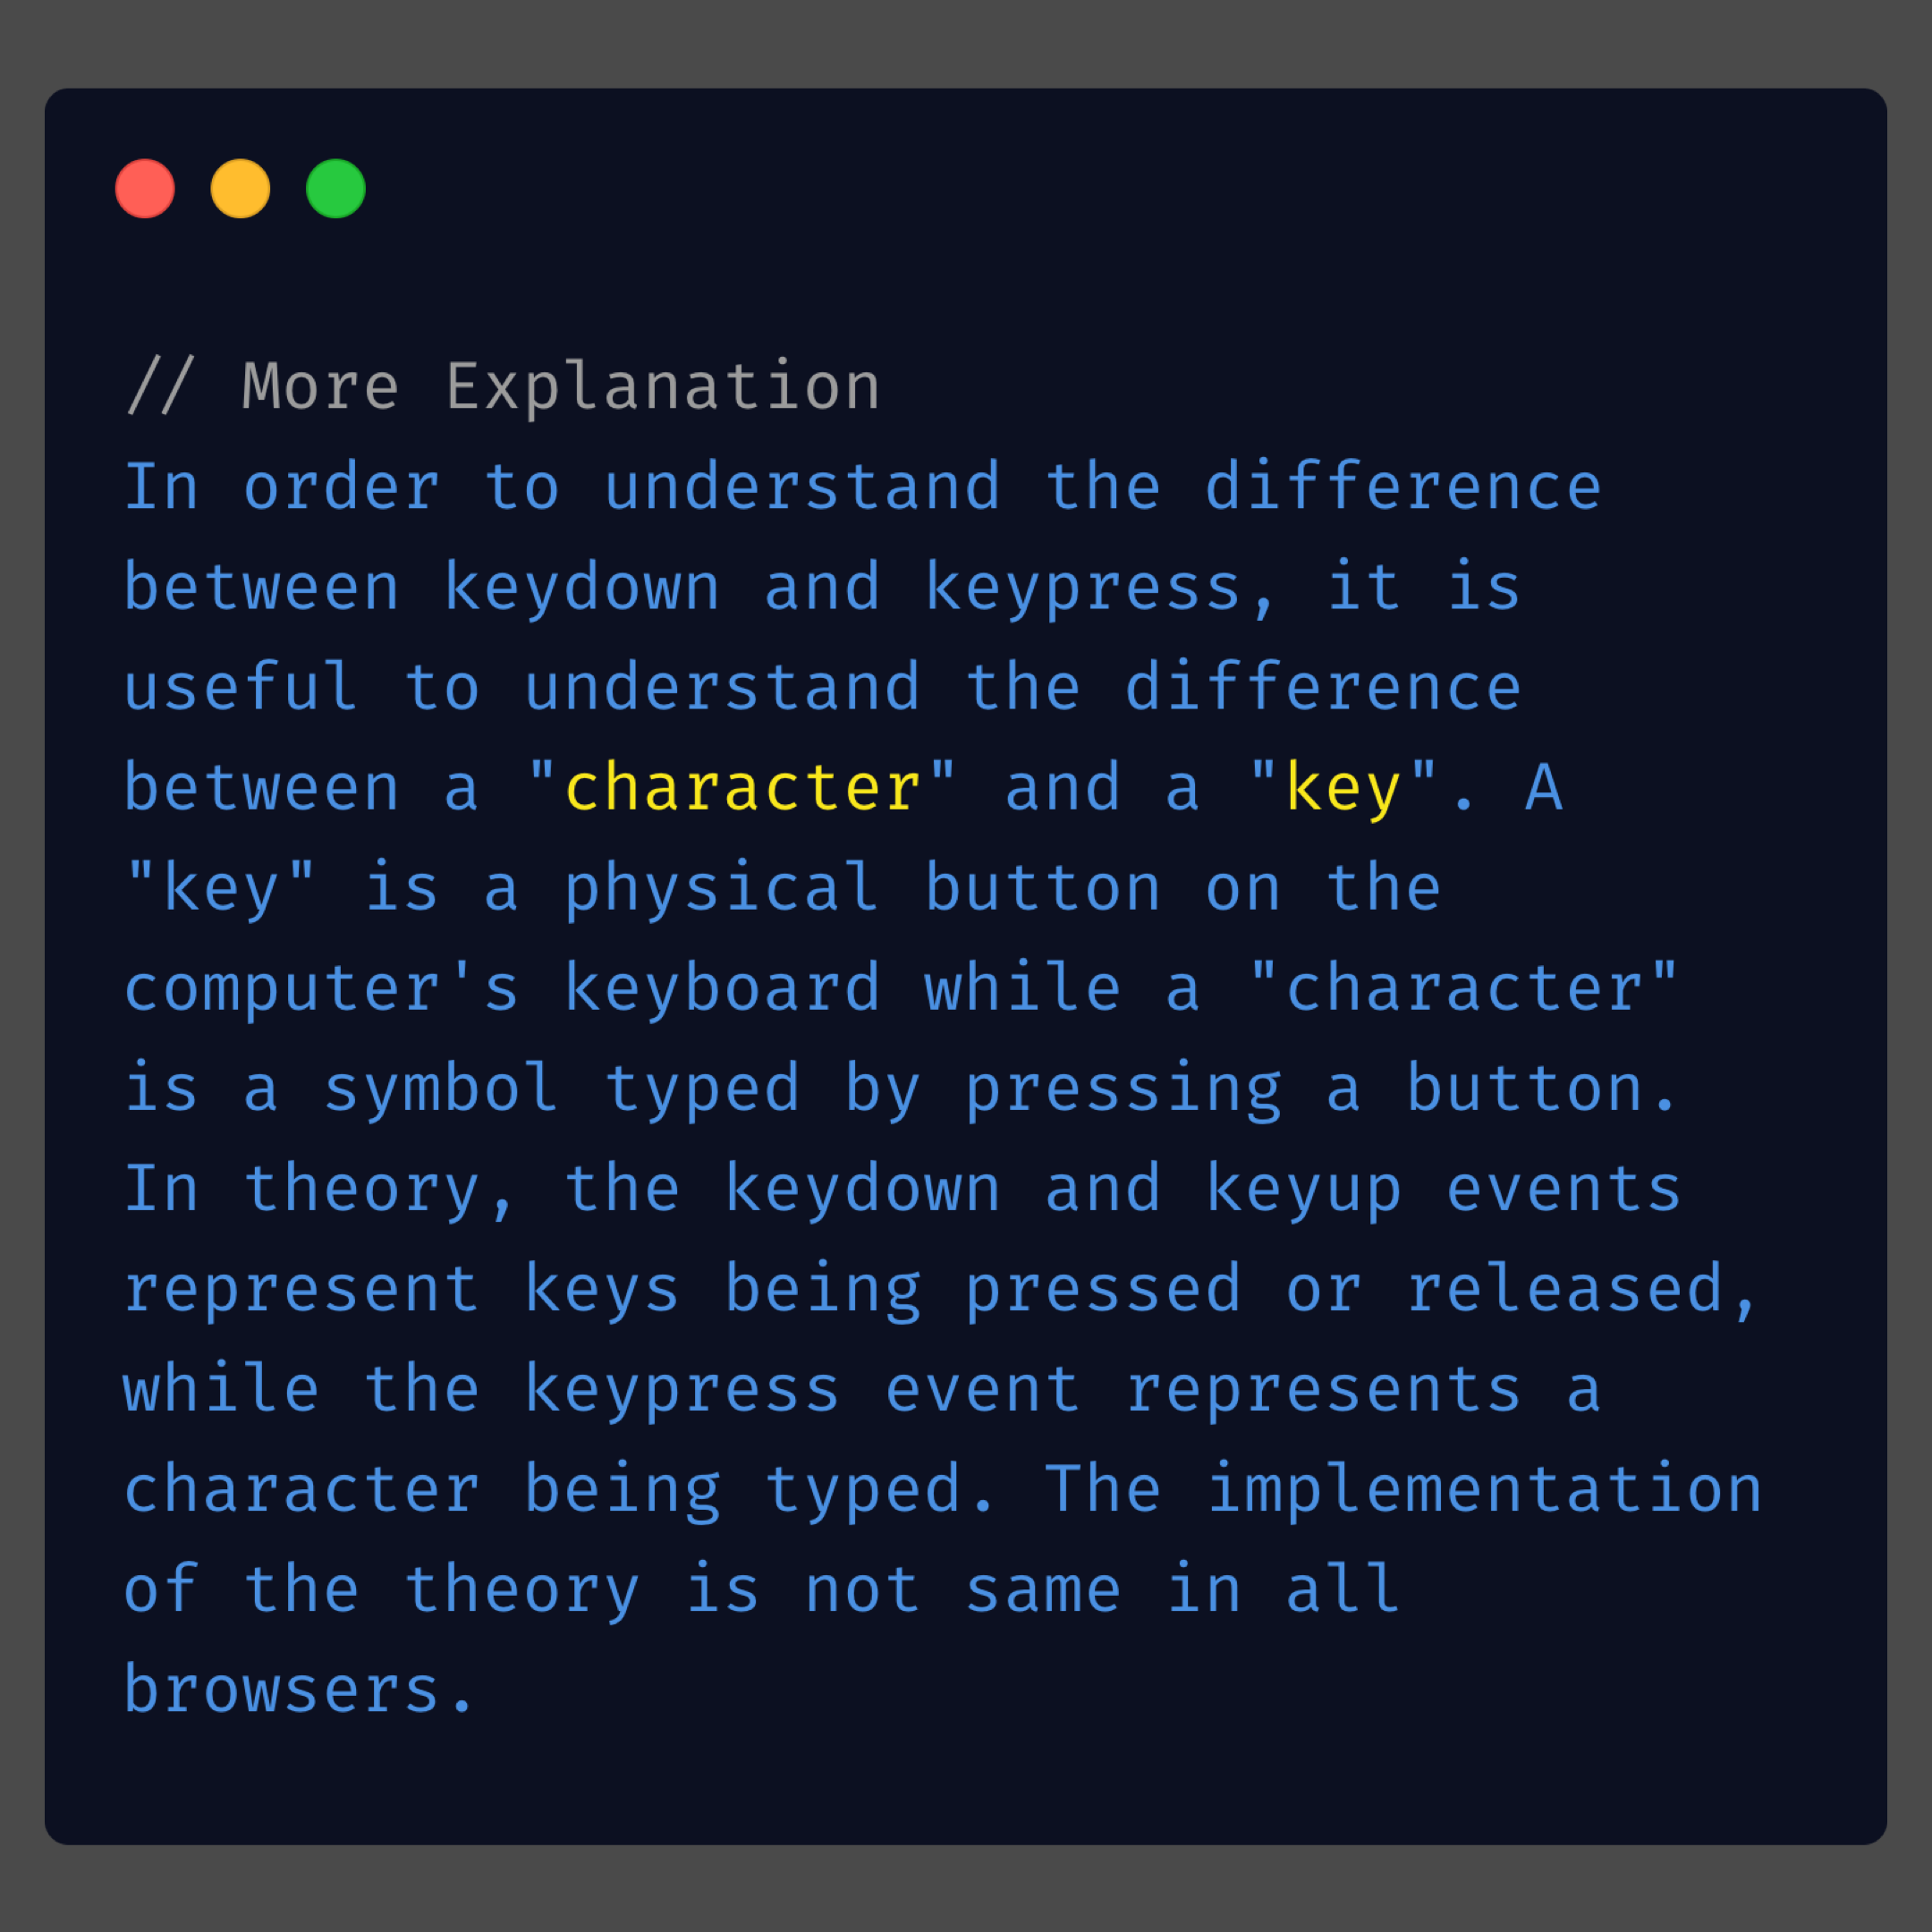 // More Explanation
In order to understand the difference
between keydown and keypress, it is
useful to understand the difference
between a "character" and a "key". A
"key" is a physical button on the
computer's keyboard while a "character"
is a symbol typed by pressing a button.
In theory, the keydown and keyup events
represent keys being pressed or released,
while the keypress event represents a
character being typed. The implementation
of the theory is not same in all
browsers.